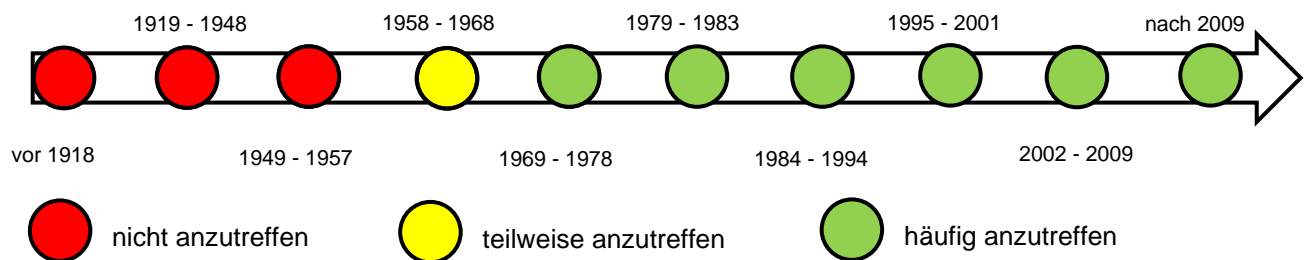 1919 - 1948
1958 - 1968
1979 - 1983
1995 - 2001
nach 2009
vor 1918
1949 - 1957
1969 - 1978
1984 - 1994
2002 - 2009
nicht anzutreffen
teilweise anzutreffen
häufig anzutreffen